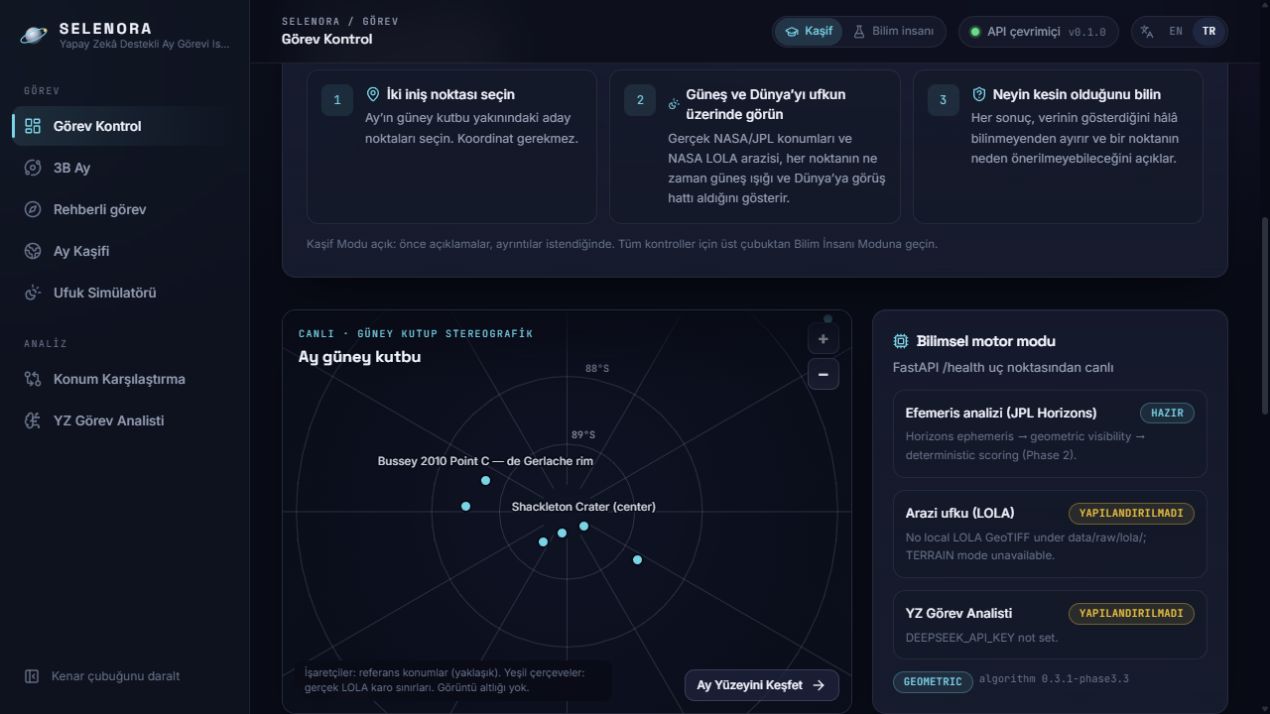 SELENORA
Yapay Zekâ Destekli Ay Görevi Is...
GÖREV
Görev Kontrol
3B Ay
Rehberli görev
Ay Kaşifi
Ufuk Simülatörü
ANALİZ
Konum Karşılaştırma
YZ Görev Analisti
Kenar çubuğunu daralt
SELENORA / GÖREV
Görev Kontrol
Kaşif
Bilim insanı
API çevrimiçi v0.1.0
EN
TR
1
İki iniş noktası seçin
Ay'ın güney kutbu yakınındaki aday
noktaları seçin. Koordinat gerekmez.
2
Güneş ve Dünya'yı ufkun
üzerinde görün
Gerçek NASA/JPL konumları ve
NASA LOLA arazisi, her noktanın ne
zaman güneş ışığı ve Dünya'ya görüş
hattı aldığını gösterir.
3
Neyin kesin olduğunu bilin
Her sonuç, verinin gösterdiğini hâlâ
bilinmeyenden ayırır ve bir noktanın
neden önerilmeyebileceğini açıklar.
Kaşif Modu açık: önce açıklamalar, ayrıntılar istendiğinde. Tüm kontroller için üst çubuktan Bilim İnsanı Moduna geçin.
CANLI · GÜNEY KUTUP STEREOGRAFİK
Ay güney kutbu
+
−
88°S
89°S
Bussey 2010 Point C — de Gerlache rim
Shackleton Crater (center)
İşaretçiler: referans konumlar (yaklaşık). Yeşil çerçeveler:
gerçek LOLA karo sınırları. Görüntü altlığı yok.
Ay Yüzeyini Keşfet →
Bilimsel motor modu
FastAPI /health uç noktasından canlı
Efemeris analizi (JPL Horizons)
HAZIR
Horizons ephemeris → geometric visibility →
deterministic scoring (Phase 2).
Arazi ufku (LOLA)
YAPILANDIRILMADI
No local LOLA GeoTIFF under data/raw/lola/;
TERRAIN mode unavailable.
YZ Görev Analisti
YAPILANDIRILMADI
DEEPSEEK_API_KEY not set.
GEOMETRIC
algorithm 0.3.1-phase3.3